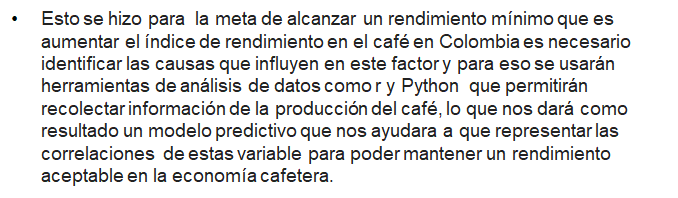 • Esto se hizo para la meta de alcanzar un rendimiento mínimo que es
aumentar el índice de rendimiento en el café en Colombia es necesario
identificar las causas que influyen en este factor y para eso se usarán
herramientas de análisis de datos como r y Python que permitirán
recolectar información de la producción del café, lo que nos dará como
resultado un modelo predictivo que nos ayudara a que representar las
correlaciones de estas variable para poder mantener un rendimiento
aceptable en la economía cafetera.